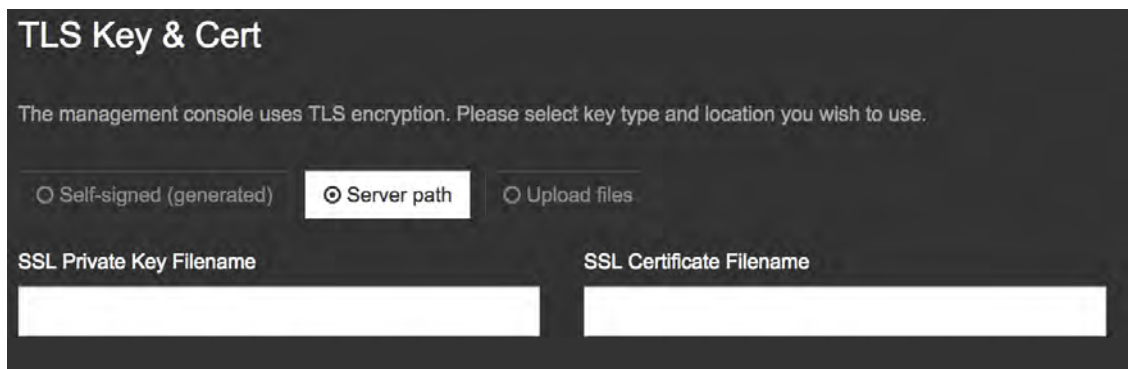 TLS Key & Cert
The management console uses TLS encryption. Please select key type and location you wish to use.
Self-signed (generated) Server path Upload files
SSL Private Key Filename SSL Certificate Filename